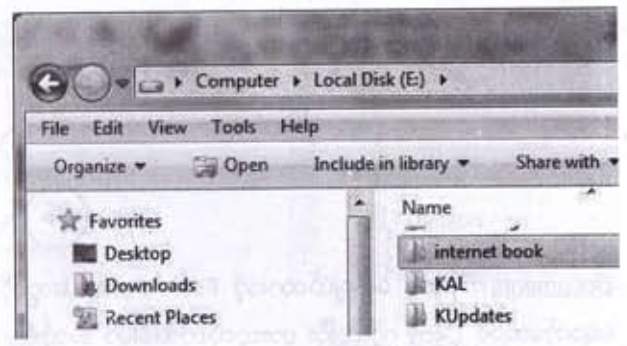 Computer Local Disk (E:)
File Edit View Tools Help
Organize Open Include in library Share with
Favorites
Desktop
Downloads
Recent Places
Name
internet book
KAL
KUpdates